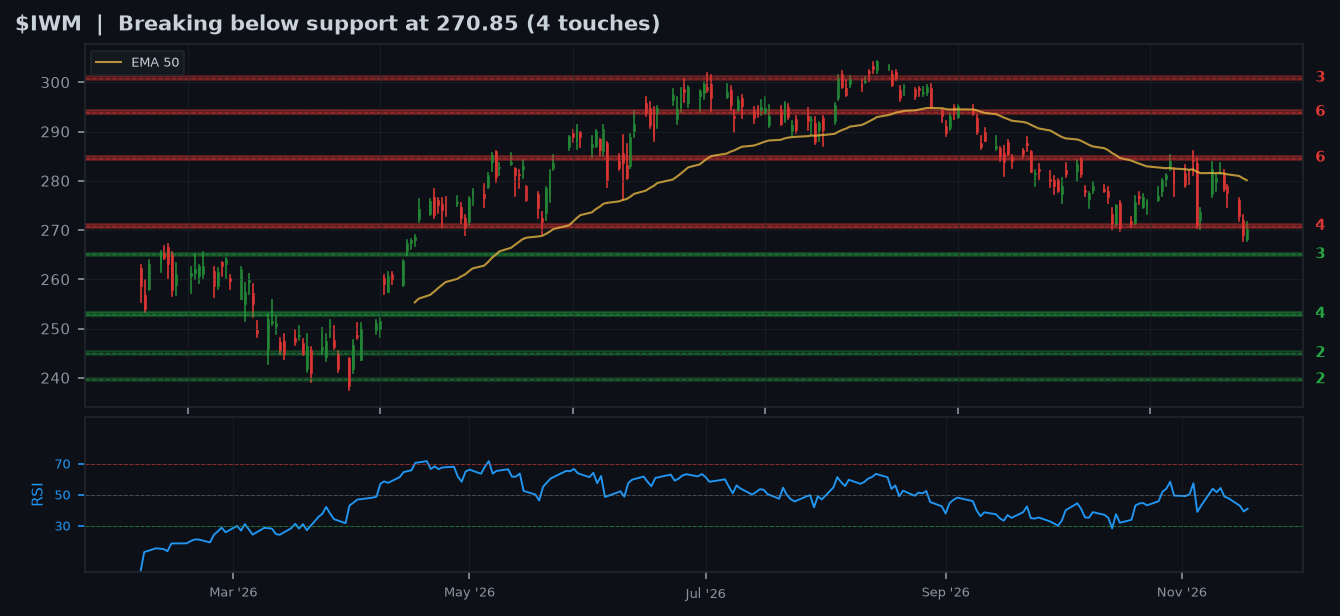 $IWM | Breaking below support at 270.85 (4 touches)
EMA 50
300
290
280
270
260
250
240
3
6
6
4
3
4
2
2
RSI
70
50
30
Mar '26
May '26
Jul '26
Sep '26
Nov '26